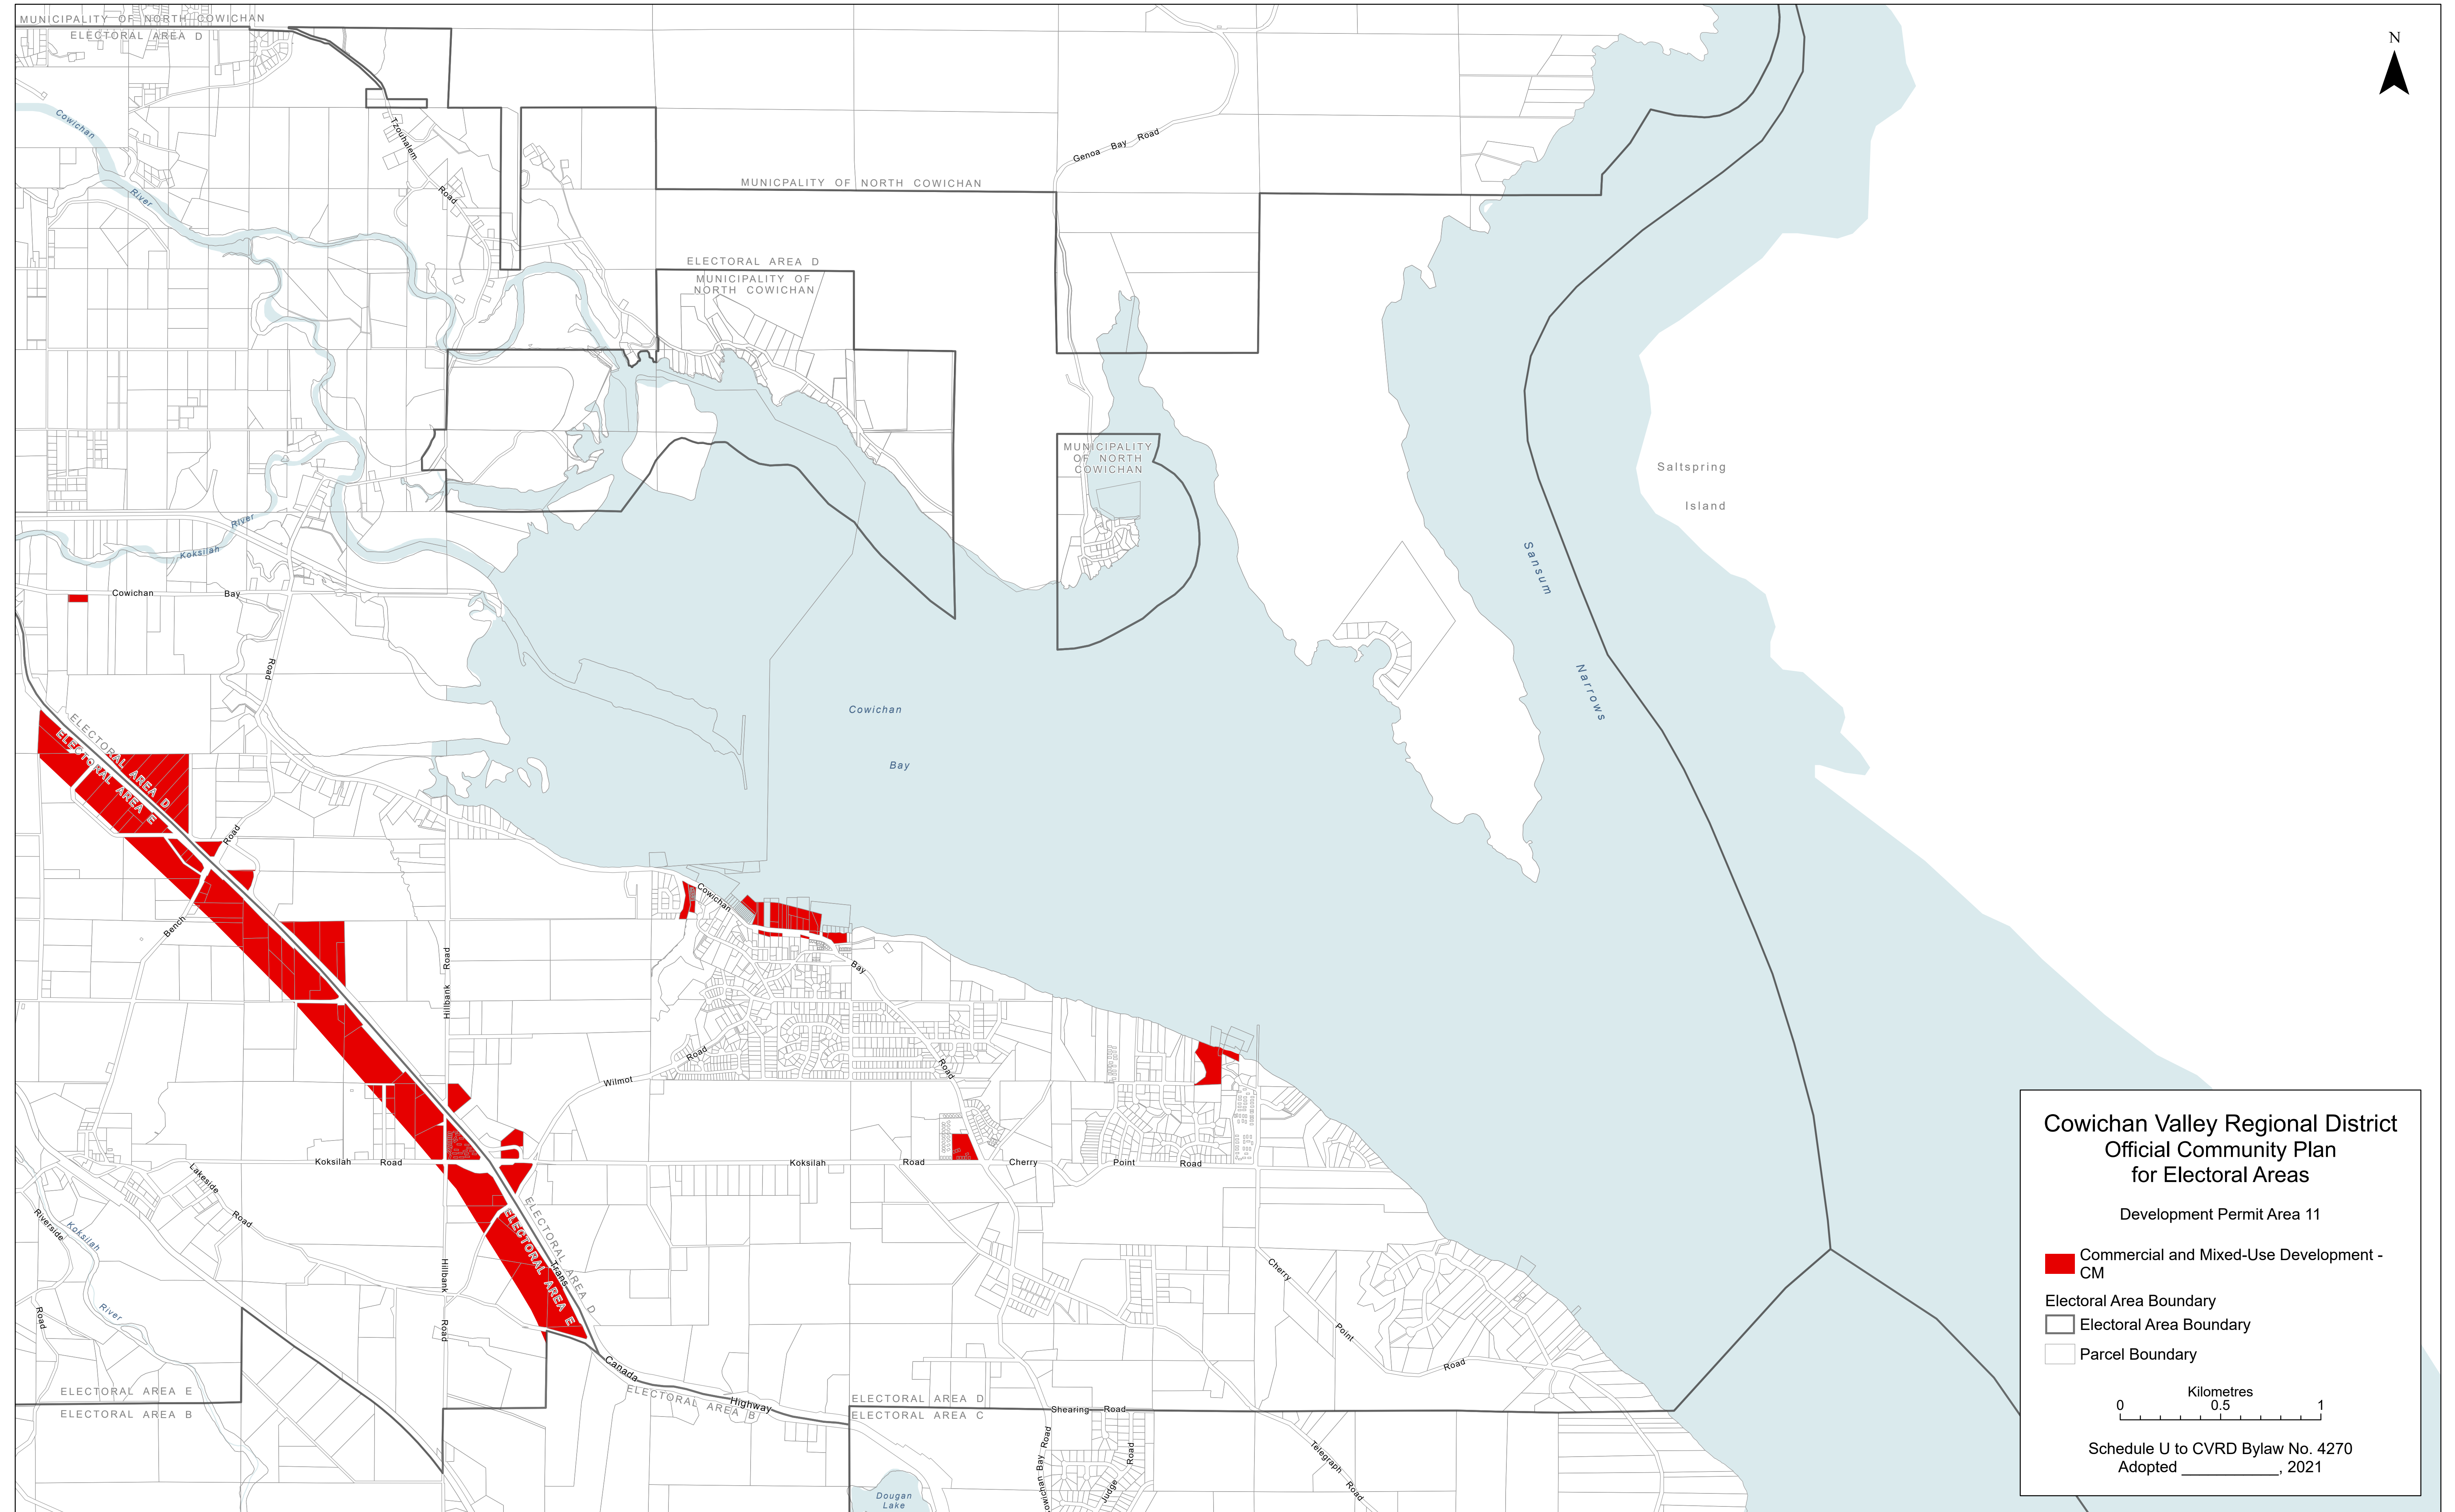 MUNICIPALITY OF NORTH COWICHAN
ELECTORAL AREA D
N
Cowichan
River
Tzouhalem
Road
Genoa Bay Road
MUNICPALITY OF NORTH COWICHAN
ELECTORAL AREA D
MUNICIPALITY OF
NORTH COWICHAN
MUNICIPALITY
OF NORTH
COWICHAN
Saltspring
Island
Sansum
Narrows
River
Koksilah
Cowichan Bay
Road
Cowichan
Bay
ELECTORAL AREA D
ELECTORAL AREA E
Road
Bench
Hillbank Road
Cowichan
Bay
Road
Road
Wilmot
Koksilah Road
Koksilah Road
Cherry Point Road
Lakeside
Road
Riverside
Road
Koksilah
River
Hillbank
Road
ELECTORAL AREA D
ELECTORAL AREA E
Trans
Canada
Highway
ELECTORAL AREA B
Cherry
Point
Road
ELECTORAL AREA E
ELECTORAL AREA B
ELECTORAL AREA D
ELECTORAL AREA C
Shearing Road
Cowichan Bay Road
Judge
Road
Telegraph
Road
Dougan
Lake
Cowichan Valley Regional District
Official Community Plan
for Electoral Areas
Development Permit Area 11
Commercial and Mixed-Use Development -
CM
Electoral Area Boundary
Electoral Area Boundary
Parcel Boundary
Kilometres
0 0.5 1
Schedule U to CVRD Bylaw No. 4270
Adopted ___________, 2021